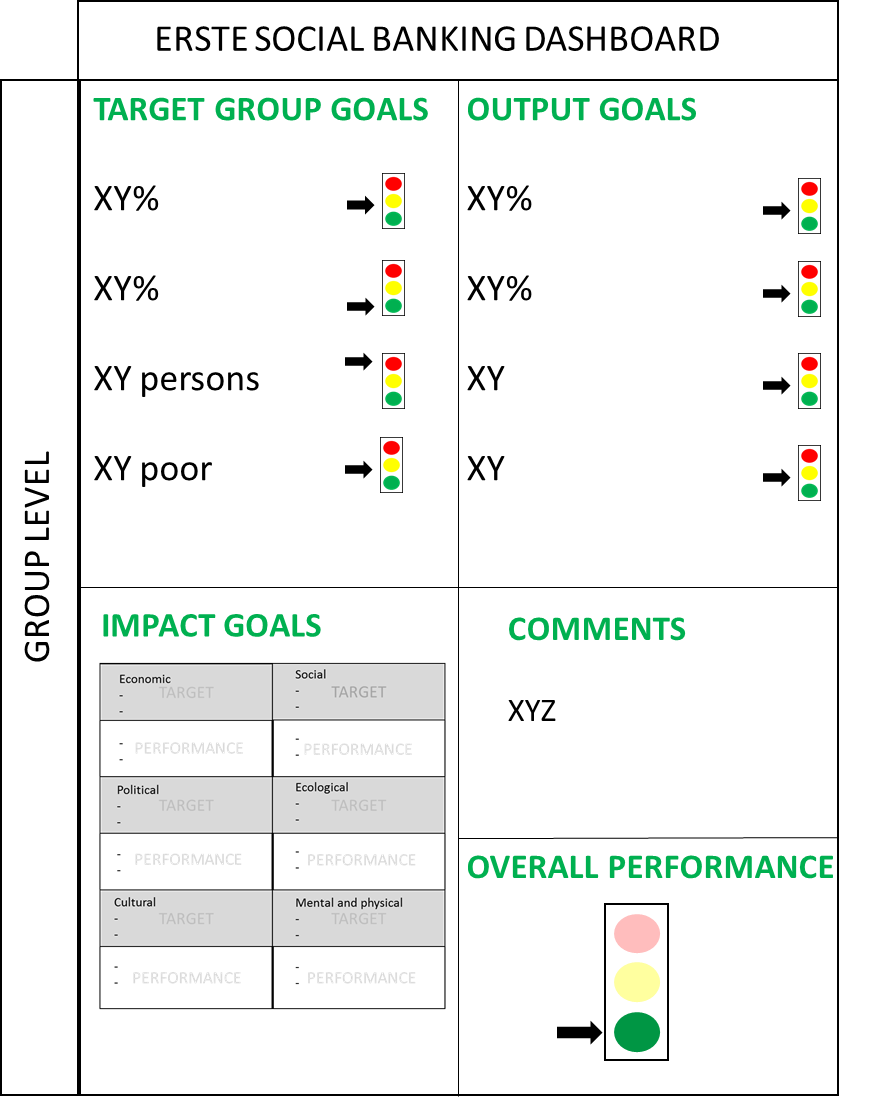 ERSTE SOCIAL BANKING DASHBOARD
GROUP LEVEL
TARGET GROUP GOALS
XY%
XY%
XY persons
XY poor
OUTPUT GOALS
XY%
XY%
XY
XY
IMPACT GOALS
Economic
- TARGET
-
Social
- TARGET
-
-
- PERFORMANCE
-
- PERFORMANCE
Political
- TARGET
-
Ecological
- TARGET
-
- PERFORMANCE
-
- PERFORMANCE
-
Cultural
- TARGET
-
Mental and physical
- TARGET
-
-
- PERFORMANCE
-
- PERFORMANCE
COMMENTS
XYZ
OVERALL PERFORMANCE